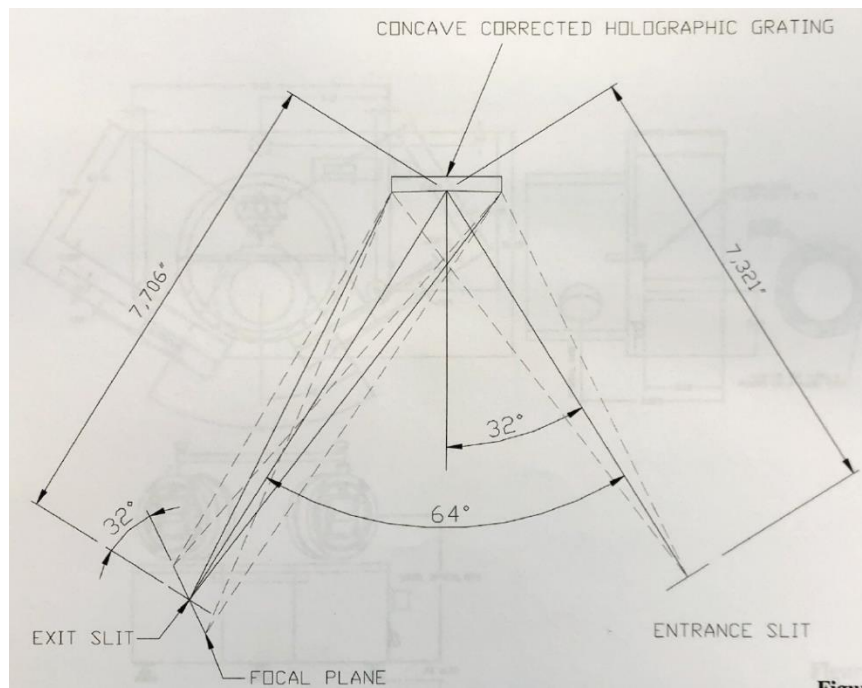 CONCAVE CORRECTED HOLOGRAPHIC GRATING
7,706"
7,321"
32°
64°
32°
EXIT SLIT
FOCAL PLANE
ENTRANCE SLIT